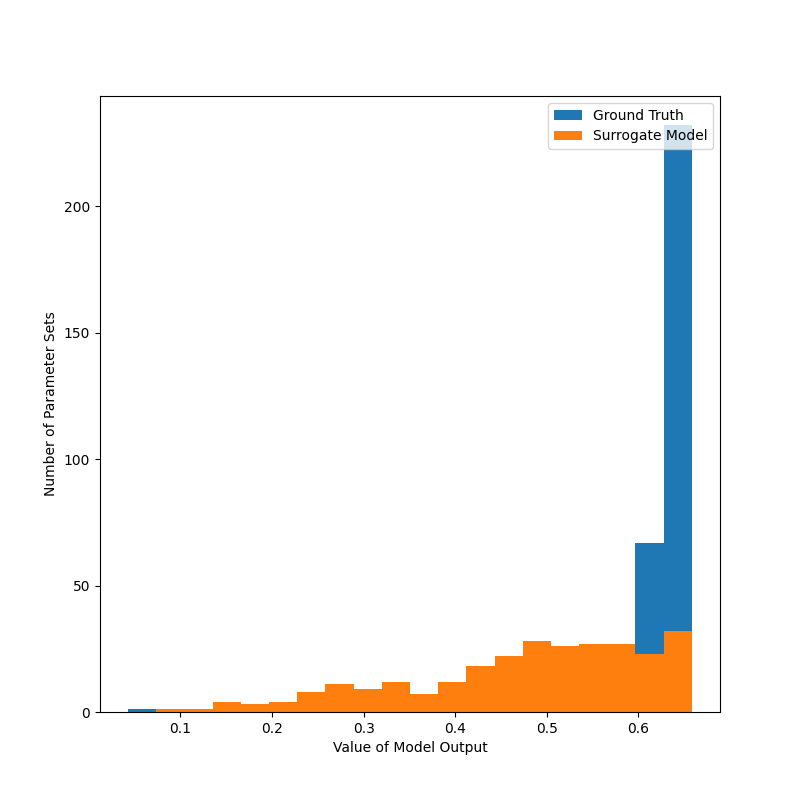 Ground Truth
Surrogate Model
200
150
100
50
0
0.1 0.2 0.3 0.4 0.5 0.6
Number of Parameter Sets
Value of Model Output